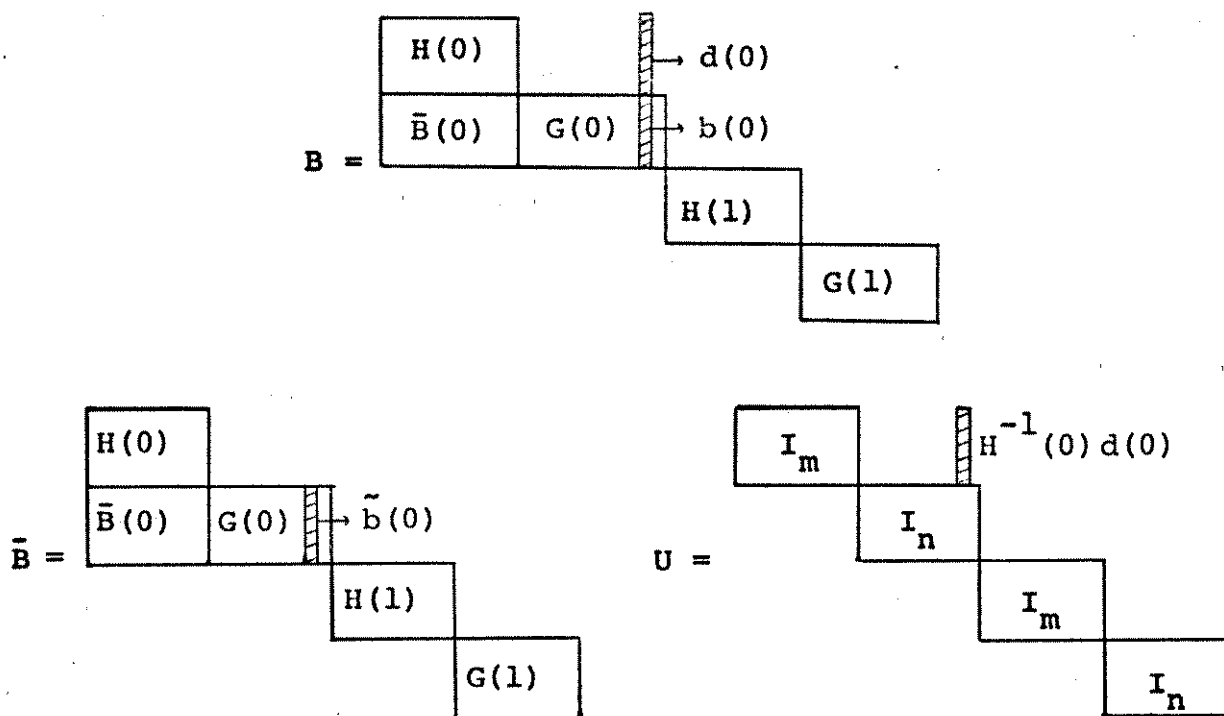 H(0)
d(0)
B̄(0) G(0) b(0)
B =
H(1)
G(1)
H(0)
B̄(0) G(0) b̃(0)
B̄ =
H(1)
G(1)
I_m H^{-1}(0) d(0)
I_n
U =
I_m
I_n